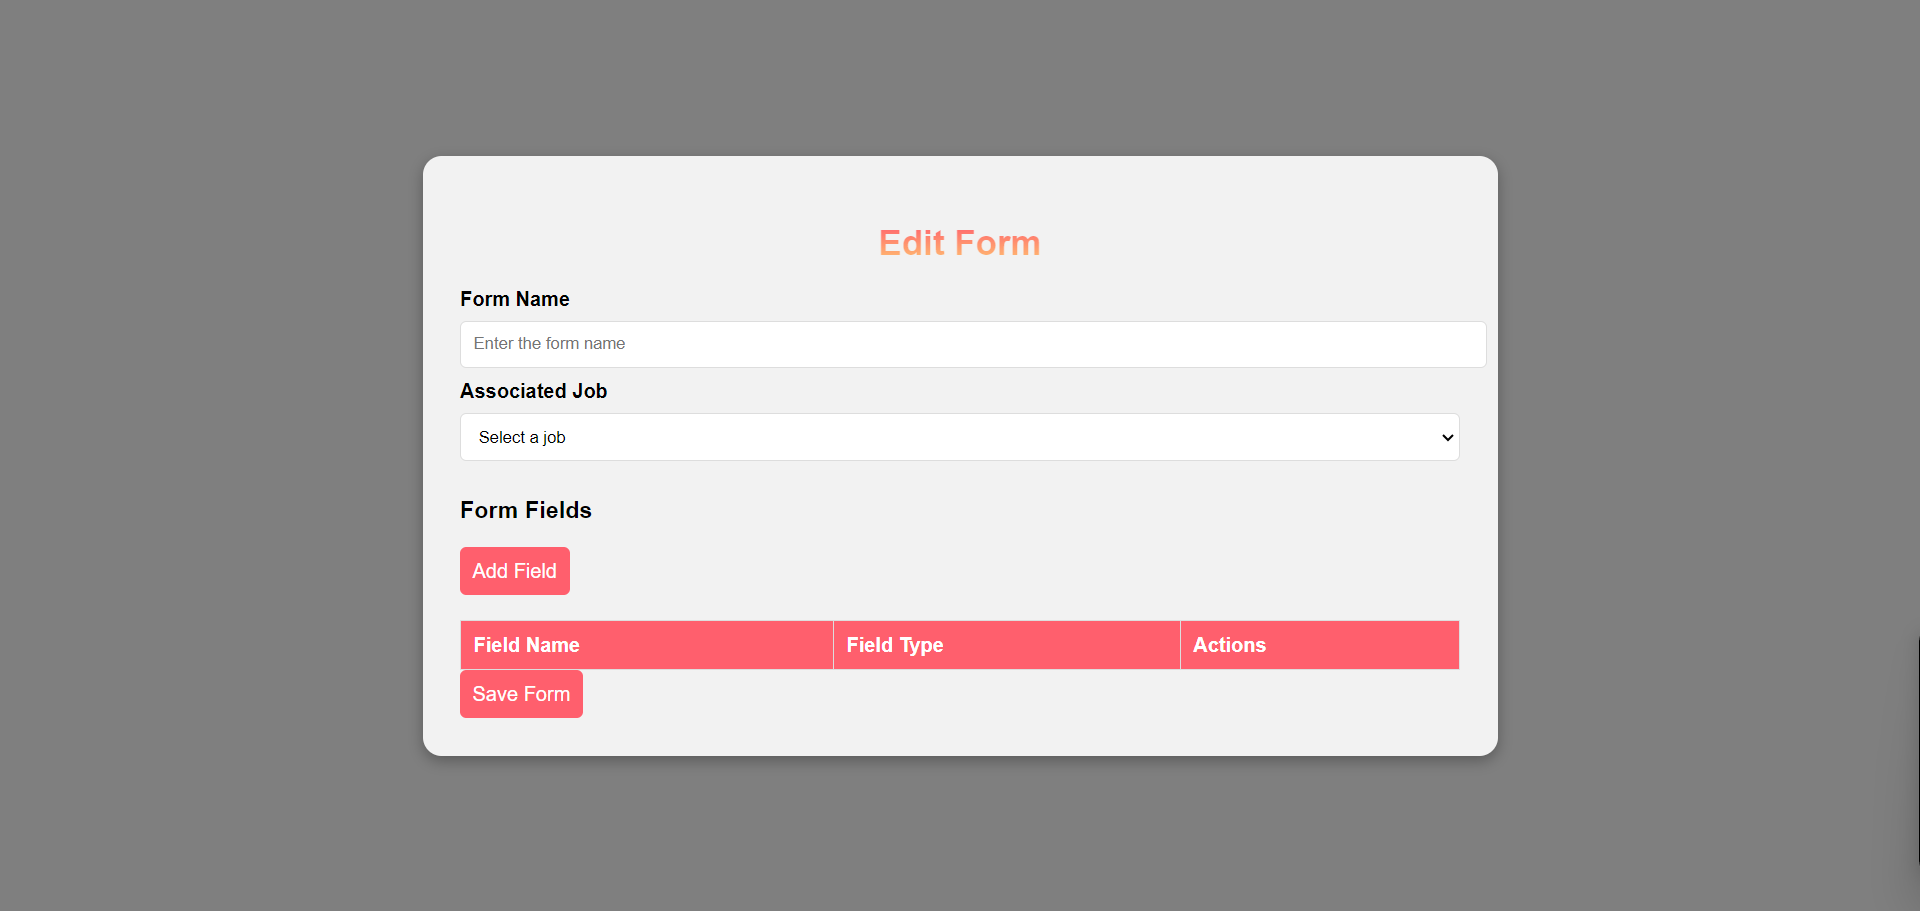 Edit Form
Form Name
Enter the form name
Associated Job
Select a job
Form Fields
Add Field
Field Name Field Type Actions
Save Form